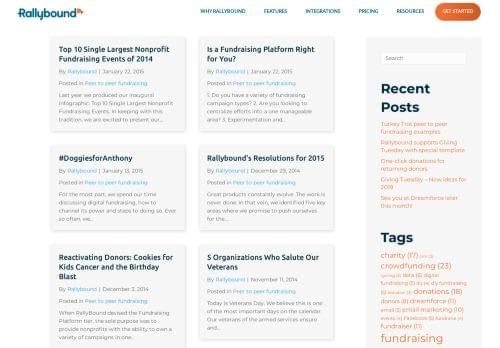 Rallybound
WHY RALLYBOUND FEATURES INTEGRATIONS PRICING RESOURCES GET STARTED
Top 10 Single Largest Nonprofit
Fundraising Events of 2014
By Rallybound | January 22, 2015
Posted in Peer to peer fundraising
Last year we produced our inaugural
infographic: Top 10 Single Largest Nonprofit
Fundraising Events. In keeping with this
tradition, we are excited to present our...
Is a Fundraising Platform Right
for You?
By Rallybound | January 22, 2015
Posted in Peer to peer fundraising
1. Do you have a variety of fundraising
campaign types? 2. Are you looking to
centralize efforts into a one manageable
area? 3. Experimentation and...
#DoggiesforAnthony
By Rallybound | January 13, 2015
Posted in Peer to peer fundraising
For the most part, we spend our time
discussing digital fundraising, how to
channel its power and steps to doing so. Ever
so often, we...
Rallybound's Resolutions for 2015
By Rallybound | December 29, 2014
Posted in Peer to peer fundraising
Great products constantly evolve. The work is
never done. In that vein, we identified five key
areas where we promise to push ourselves
for the...
Reactivating Donors: Cookies for
Kids Cancer and the Birthday
Blast
By Rallybound | December 3, 2014
Posted in Peer to peer fundraising
When Rallybound devised the Fundraising
Platform tier, the sole purpose was to
provide nonprofits with the ability to own a
variety of campaigns in one...
5 Organizations Who Salute Our
Veterans
By Rallybound | November 11, 2014
Posted in Peer to peer fundraising
Today is Veterans Day. We believe this is one
of the most important days on the calendar.
Our veterans of the armed services ensure
and...
Search
Recent
Posts
Turkey Trot peer to peer
fundraising examples
Rallybound supports Giving
Tuesday with special template
One-click donations for
returning donors
Giving Tuesday – New ideas for
2019
See you at Dreamforce later
this month!
Tags
charity (17)
crowdfunding (23)
cycling data (5) digital
fundraising (5) diy (4) diy fundraising
(5) donations (18)
donors (8) dreamforce (11)
email (5) email marketing (10)
events (4) Facebook (5)
fundraiser (11)
fundraising